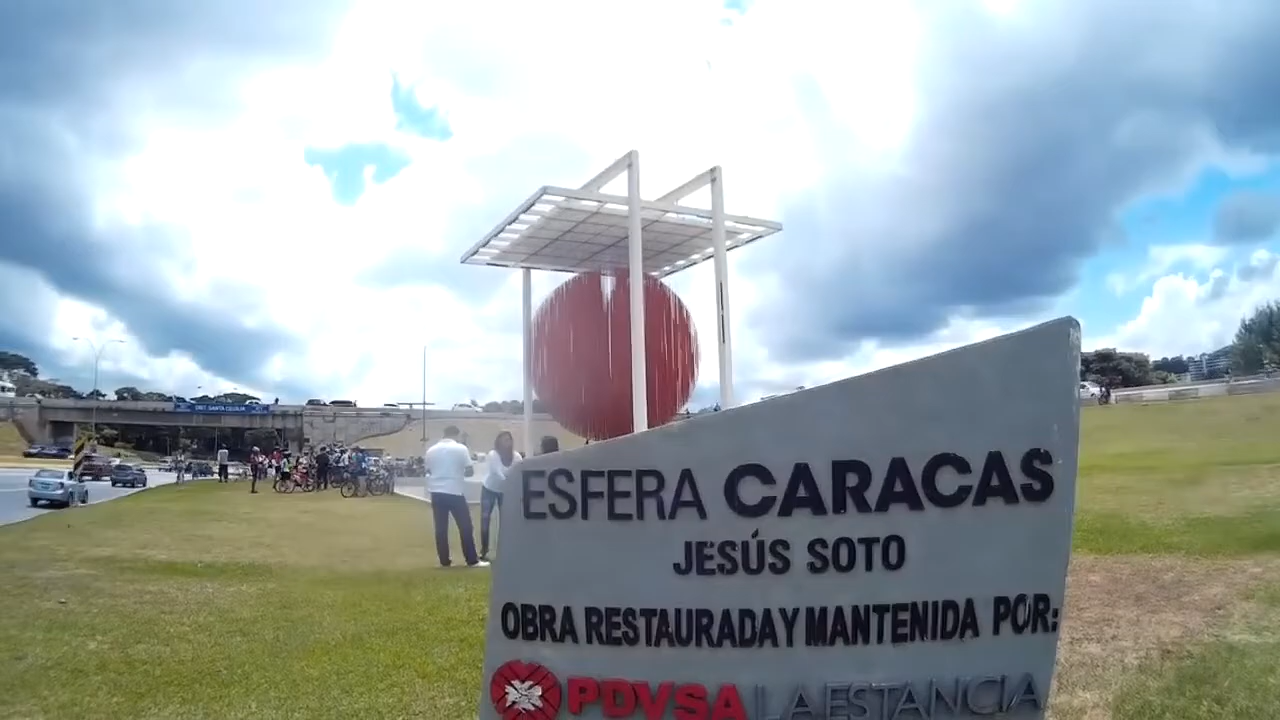 ESFERA CARACAS
JESÚS SOTO
OBRA RESTAURADA Y MANTENIDA POR:
PDVSA LA ESTANCIA